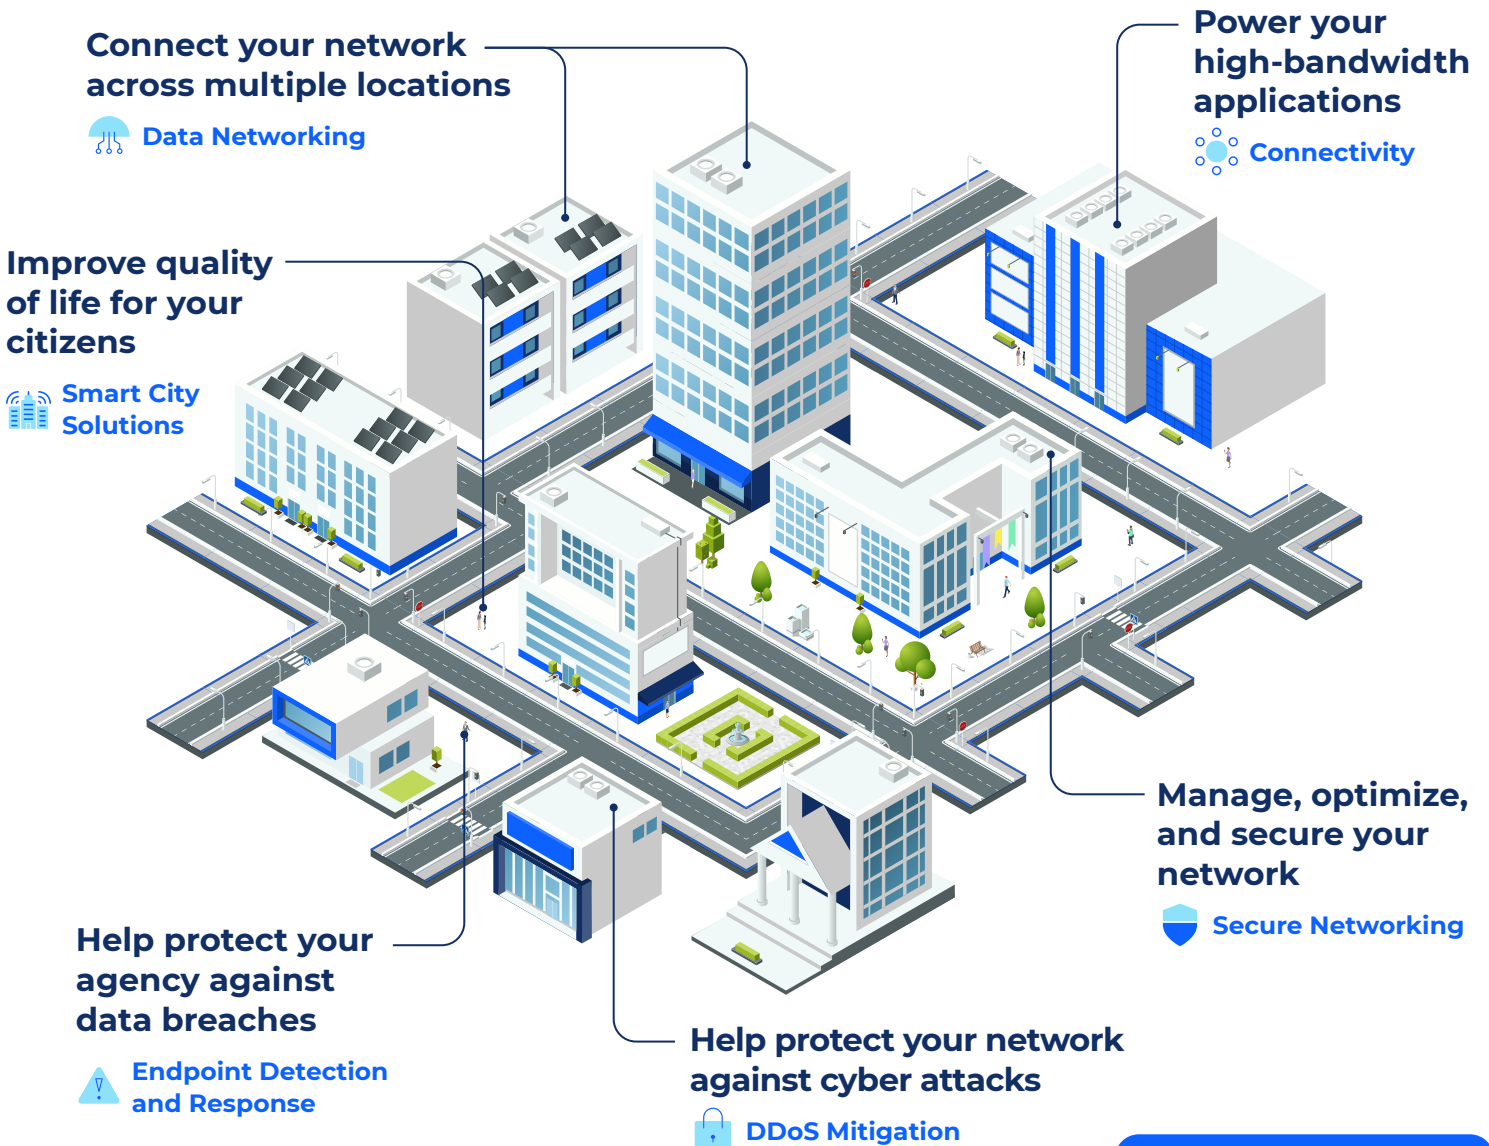 Connect your network
across multiple locations
Data Networking
Power your
high-bandwidth
applications
Connectivity
Improve quality
of life for your
citizens
Smart City
Solutions
Manage, optimize,
and secure your
network
Secure Networking
Help protect your
agency against
data breaches
Endpoint Detection
and Response
Help protect your network
against cyber attacks
DDoS Mitigation